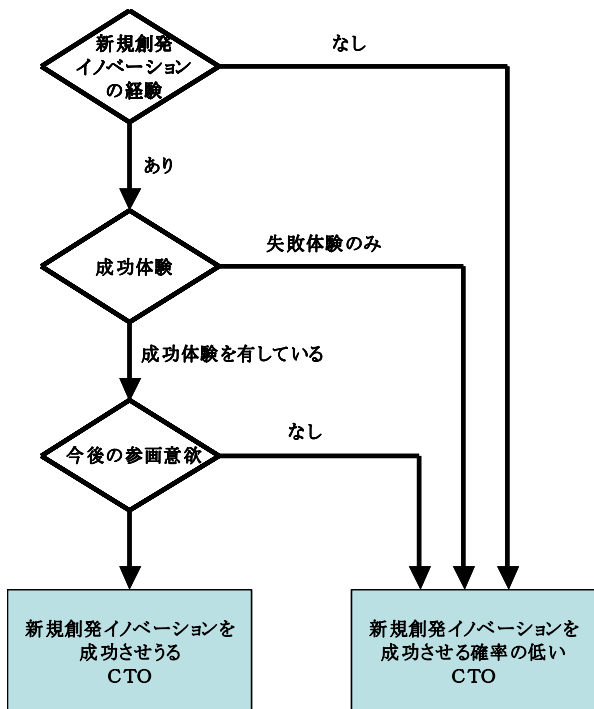 新規創発
イノベーション
の経験
なし
あり
成功体験
失敗体験のみ
成功体験を有している
今後の参画意欲
なし
新規創発イノベーションを
成功させうる
CTO
新規創発イノベーションを
成功させる確率の低い
CTO